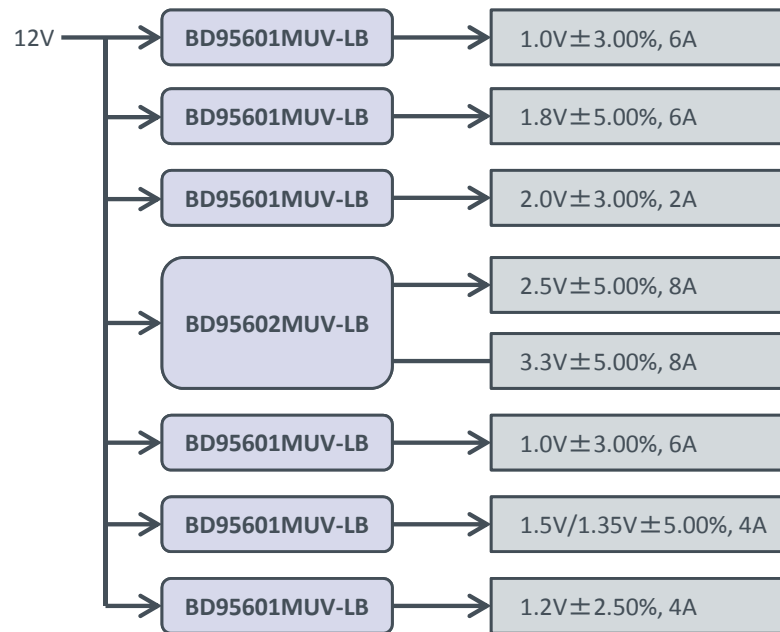 12V
BD95601MUV-LB
1.0V±3.00%, 6A
BD95601MUV-LB
1.8V±5.00%, 6A
BD95601MUV-LB
2.0V±3.00%, 2A
BD95602MUV-LB
2.5V±5.00%, 8A
3.3V±5.00%, 8A
BD95601MUV-LB
1.0V±3.00%, 6A
BD95601MUV-LB
1.5V/1.35V±5.00%, 4A
BD95601MUV-LB
1.2V±2.50%, 4A